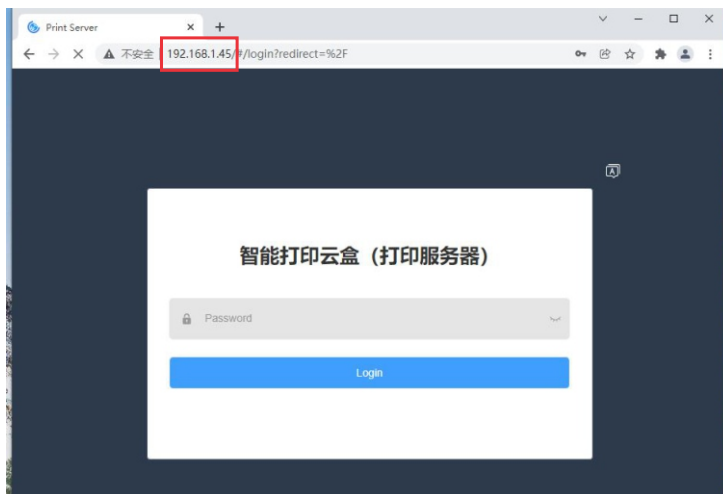 Print Server
不安全 192.168.1.45/#/login?redirect=%2F
A
智能打印云盒（打印服务器）
Password
Login